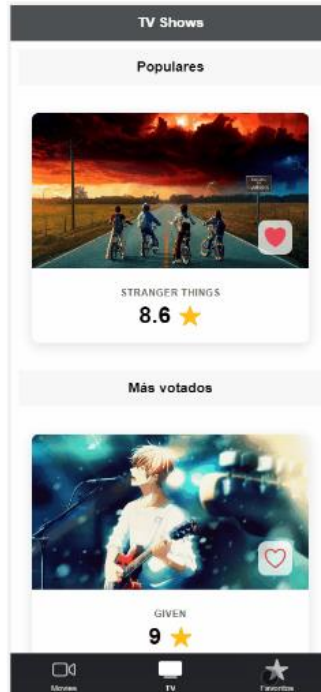 TV Shows
Populares
STRANGER THINGS
8.6
Más votados
GIVEN
9
Movies
TV
Favoritos